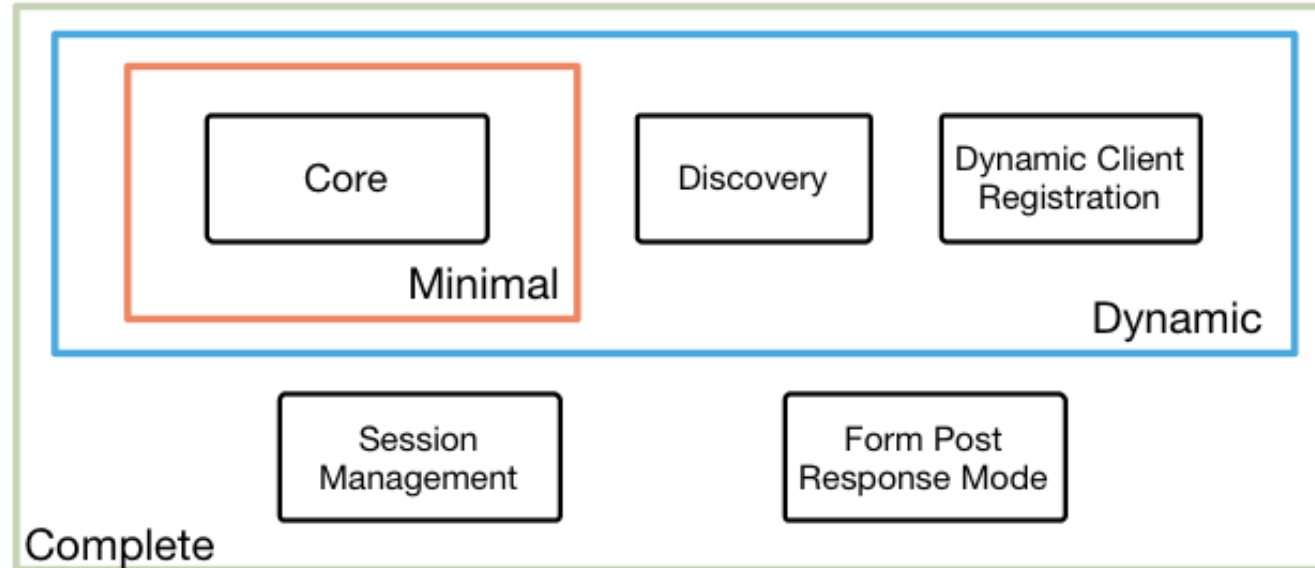 Core
Discovery
Dynamic Client
Registration
Minimal
Dynamic
Session
Management
Form Post
Response Mode
Complete